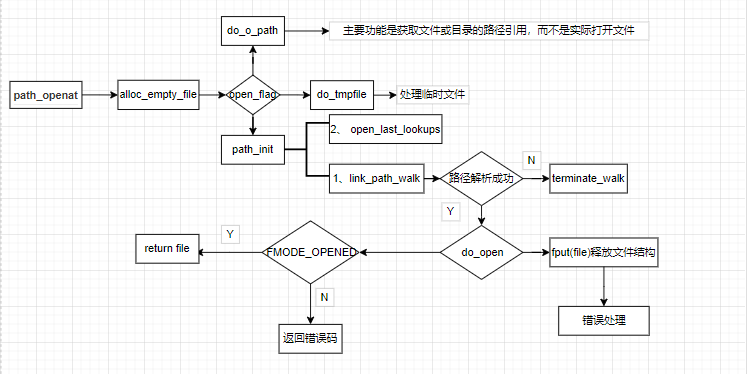 do_o_path
主要功能是获取文件或目录的路径引用，而不是实际打开文件
path_openat
alloc_empty_file
open_flag
do_tmpfile
处理临时文件
path_init
2、 open_last_lookups
1、link_path_walk
路径解析成功
N
terminate_walk
Y
return file
Y
FMODE_OPENED
do_open
fput(file)释放文件结构
N
返回错误码
错误处理